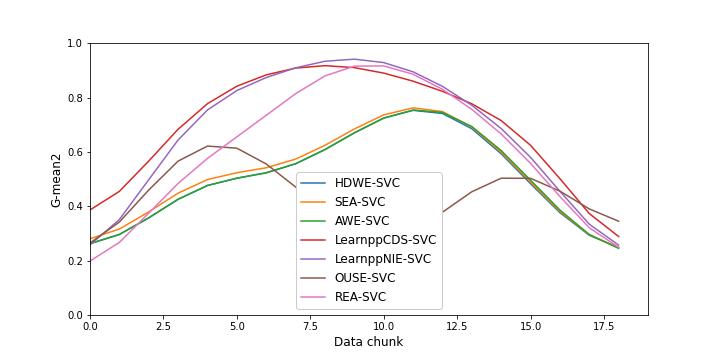 1.0
0.8
0.6
0.4
0.2
0.0
G-mean2
HDWE-SVC
SEA-SVC
AWE-SVC
LearnppCDS-SVC
LearnppNIE-SVC
OUSE-SVC
REA-SVC
0.0 2.5 5.0 7.5 10.0 12.5 15.0 17.5
Data chunk